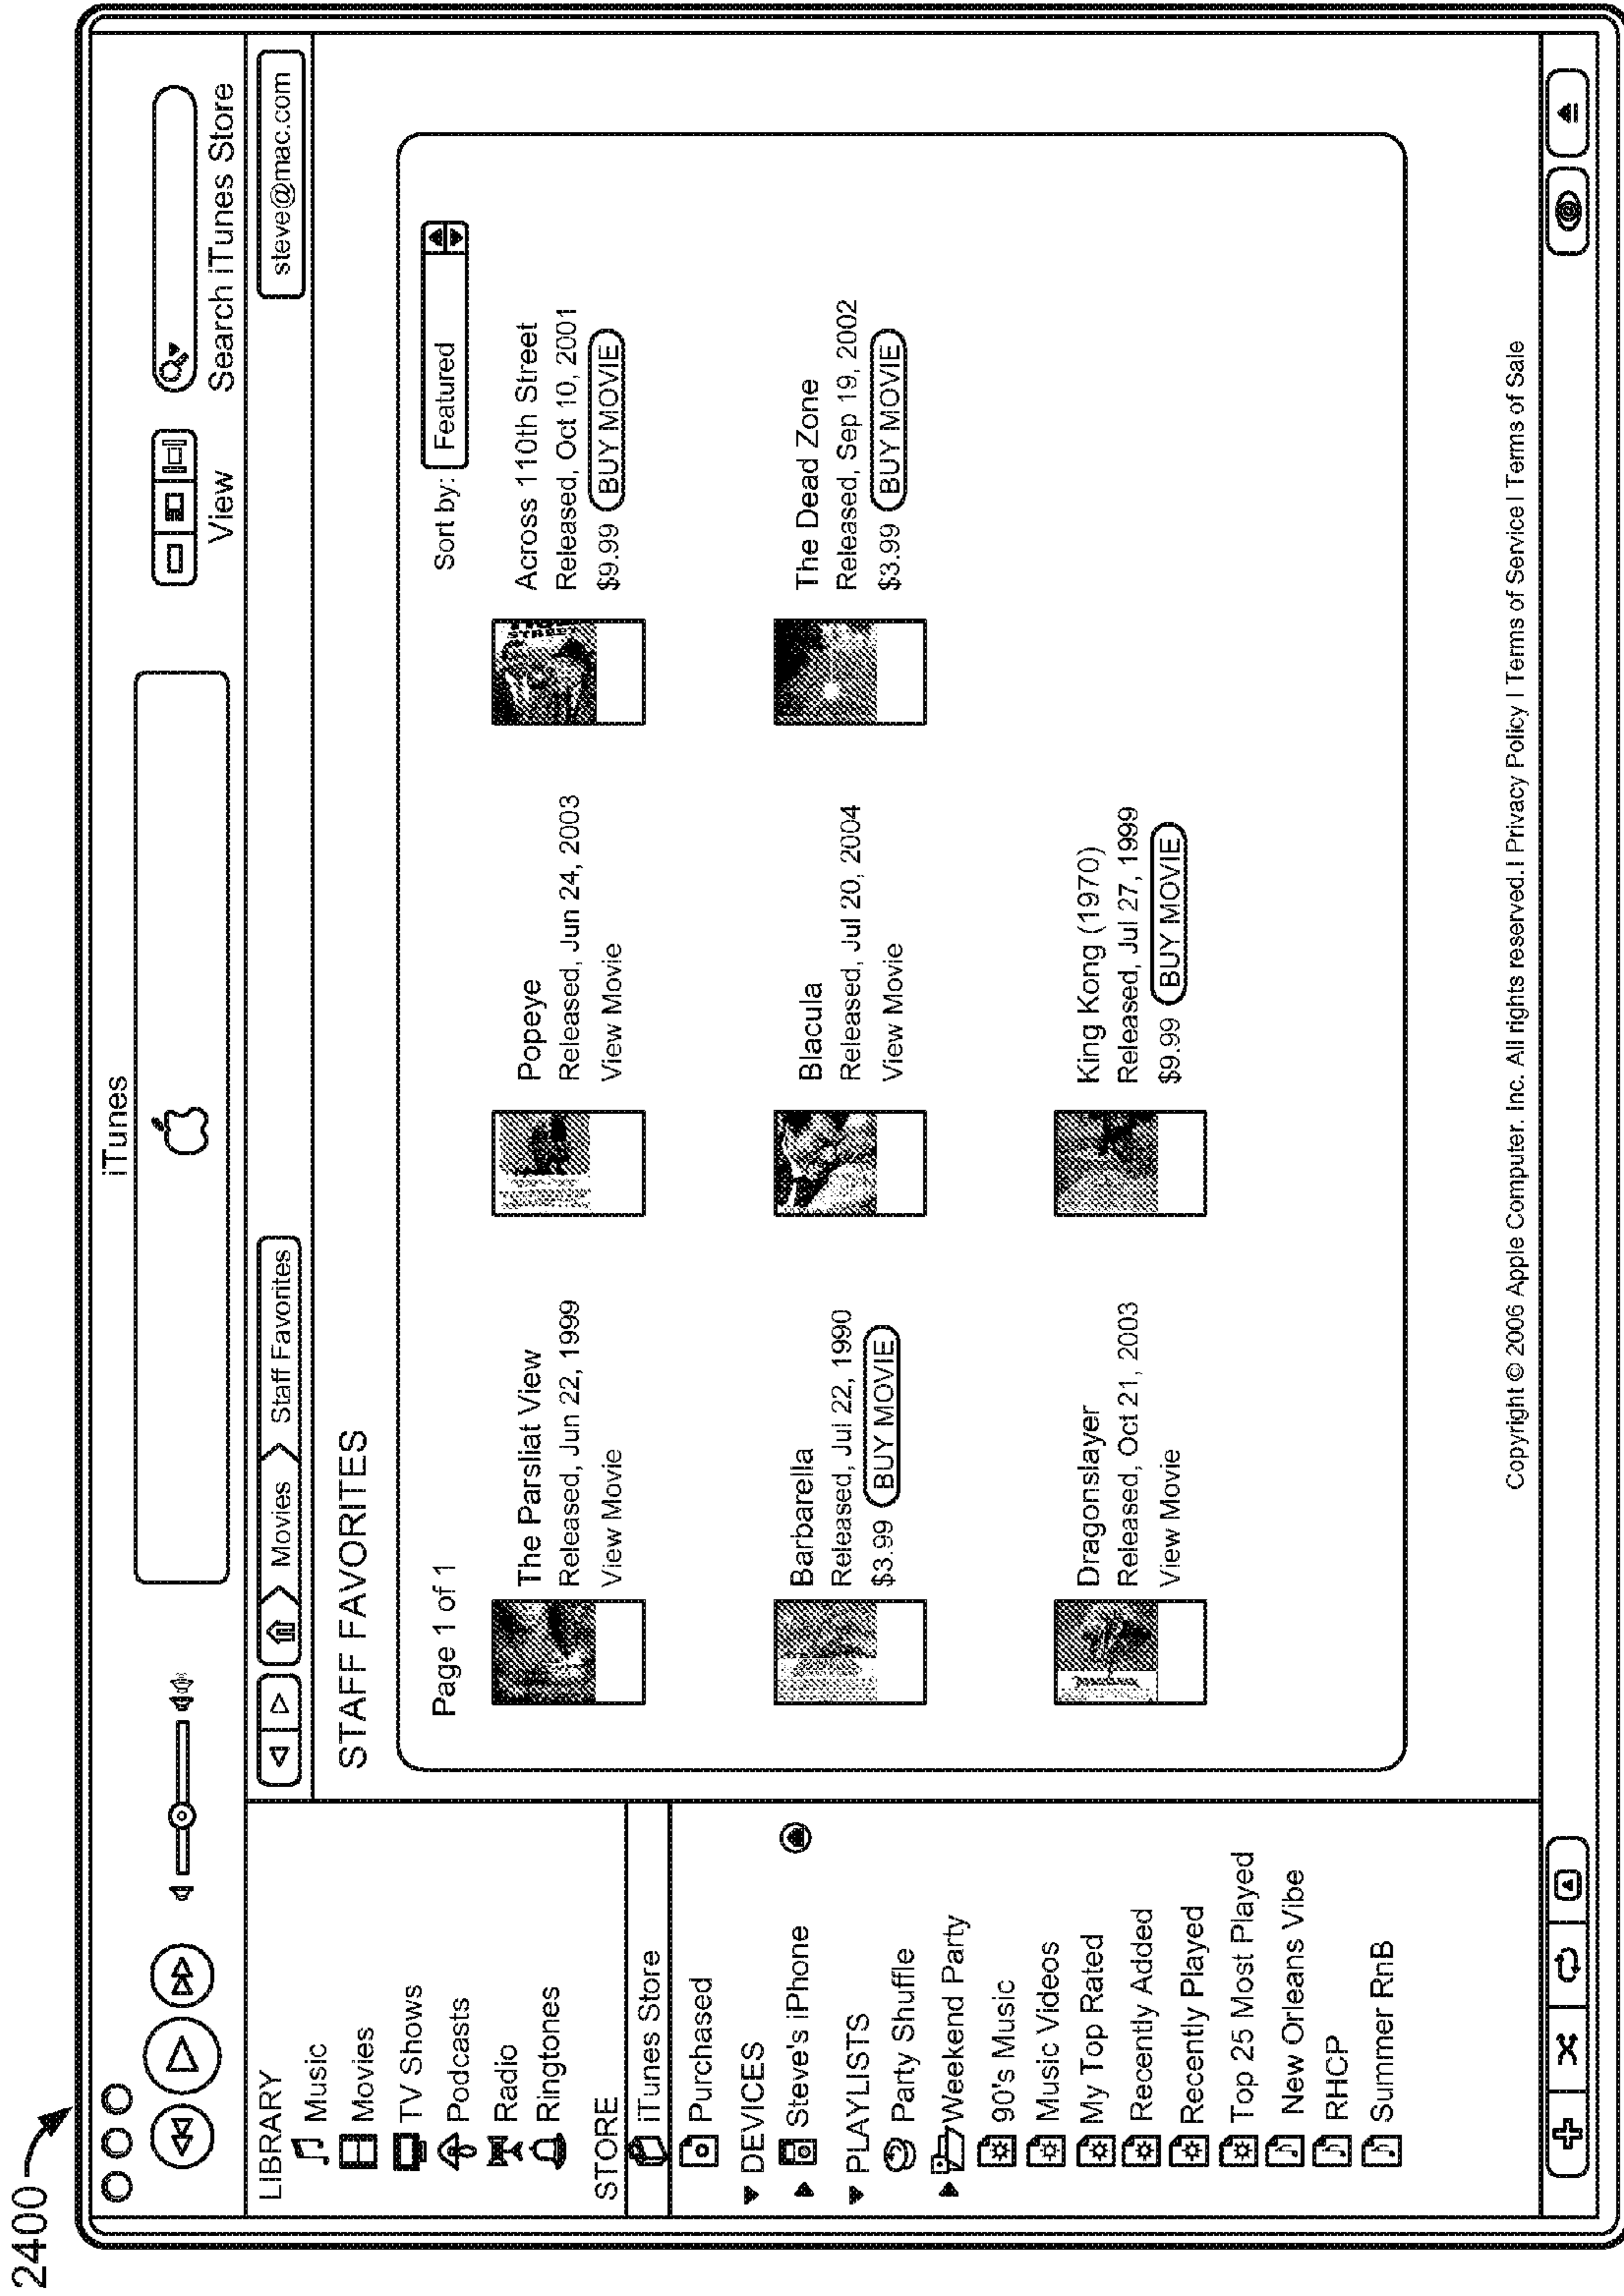 2400
iTunes
View
Search iTunes Store
Movies
Staff Favorites
steve@mac.com
LIBRARY
Music
Movies
TV Shows
Podcasts
Radio
Ringtones
STORE
iTunes Store
Purchased
DEVICES
Steve's iPhone
PLAYLISTS
Party Shuffle
Weekend Party
90's Music
Music Videos
My Top Rated
Recently Added
Recently Played
Top 25 Most Played
New Orleans Vibe
RHCP
Summer RnB
STAFF FAVORITES
Page 1 of 1
Sort by: Featured
The Parsliat View
Released, Jun 22, 1999
View Movie
Popeye
Released, Jun 24, 2003
View Movie
STREET
Across 110th Street
Released, Oct 10, 2001
$9.99 BUY MOVIE
Barbarella
Released, Jul 22, 1990
$3.99 BUY MOVIE
Blacula
Released, Jul 20, 2004
View Movie
The Dead Zone
Released, Sep 19, 2002
$3.99 BUY MOVIE
Dragonslayer
Released, Oct 21, 2003
View Movie
King Kong (1970)
Released, Jul 27, 1999
$9.99 BUY MOVIE
Copyright © 2006 Apple Computer. Inc. All rights reserved. I Privacy Policy I Terms of Service I Terms of Sale